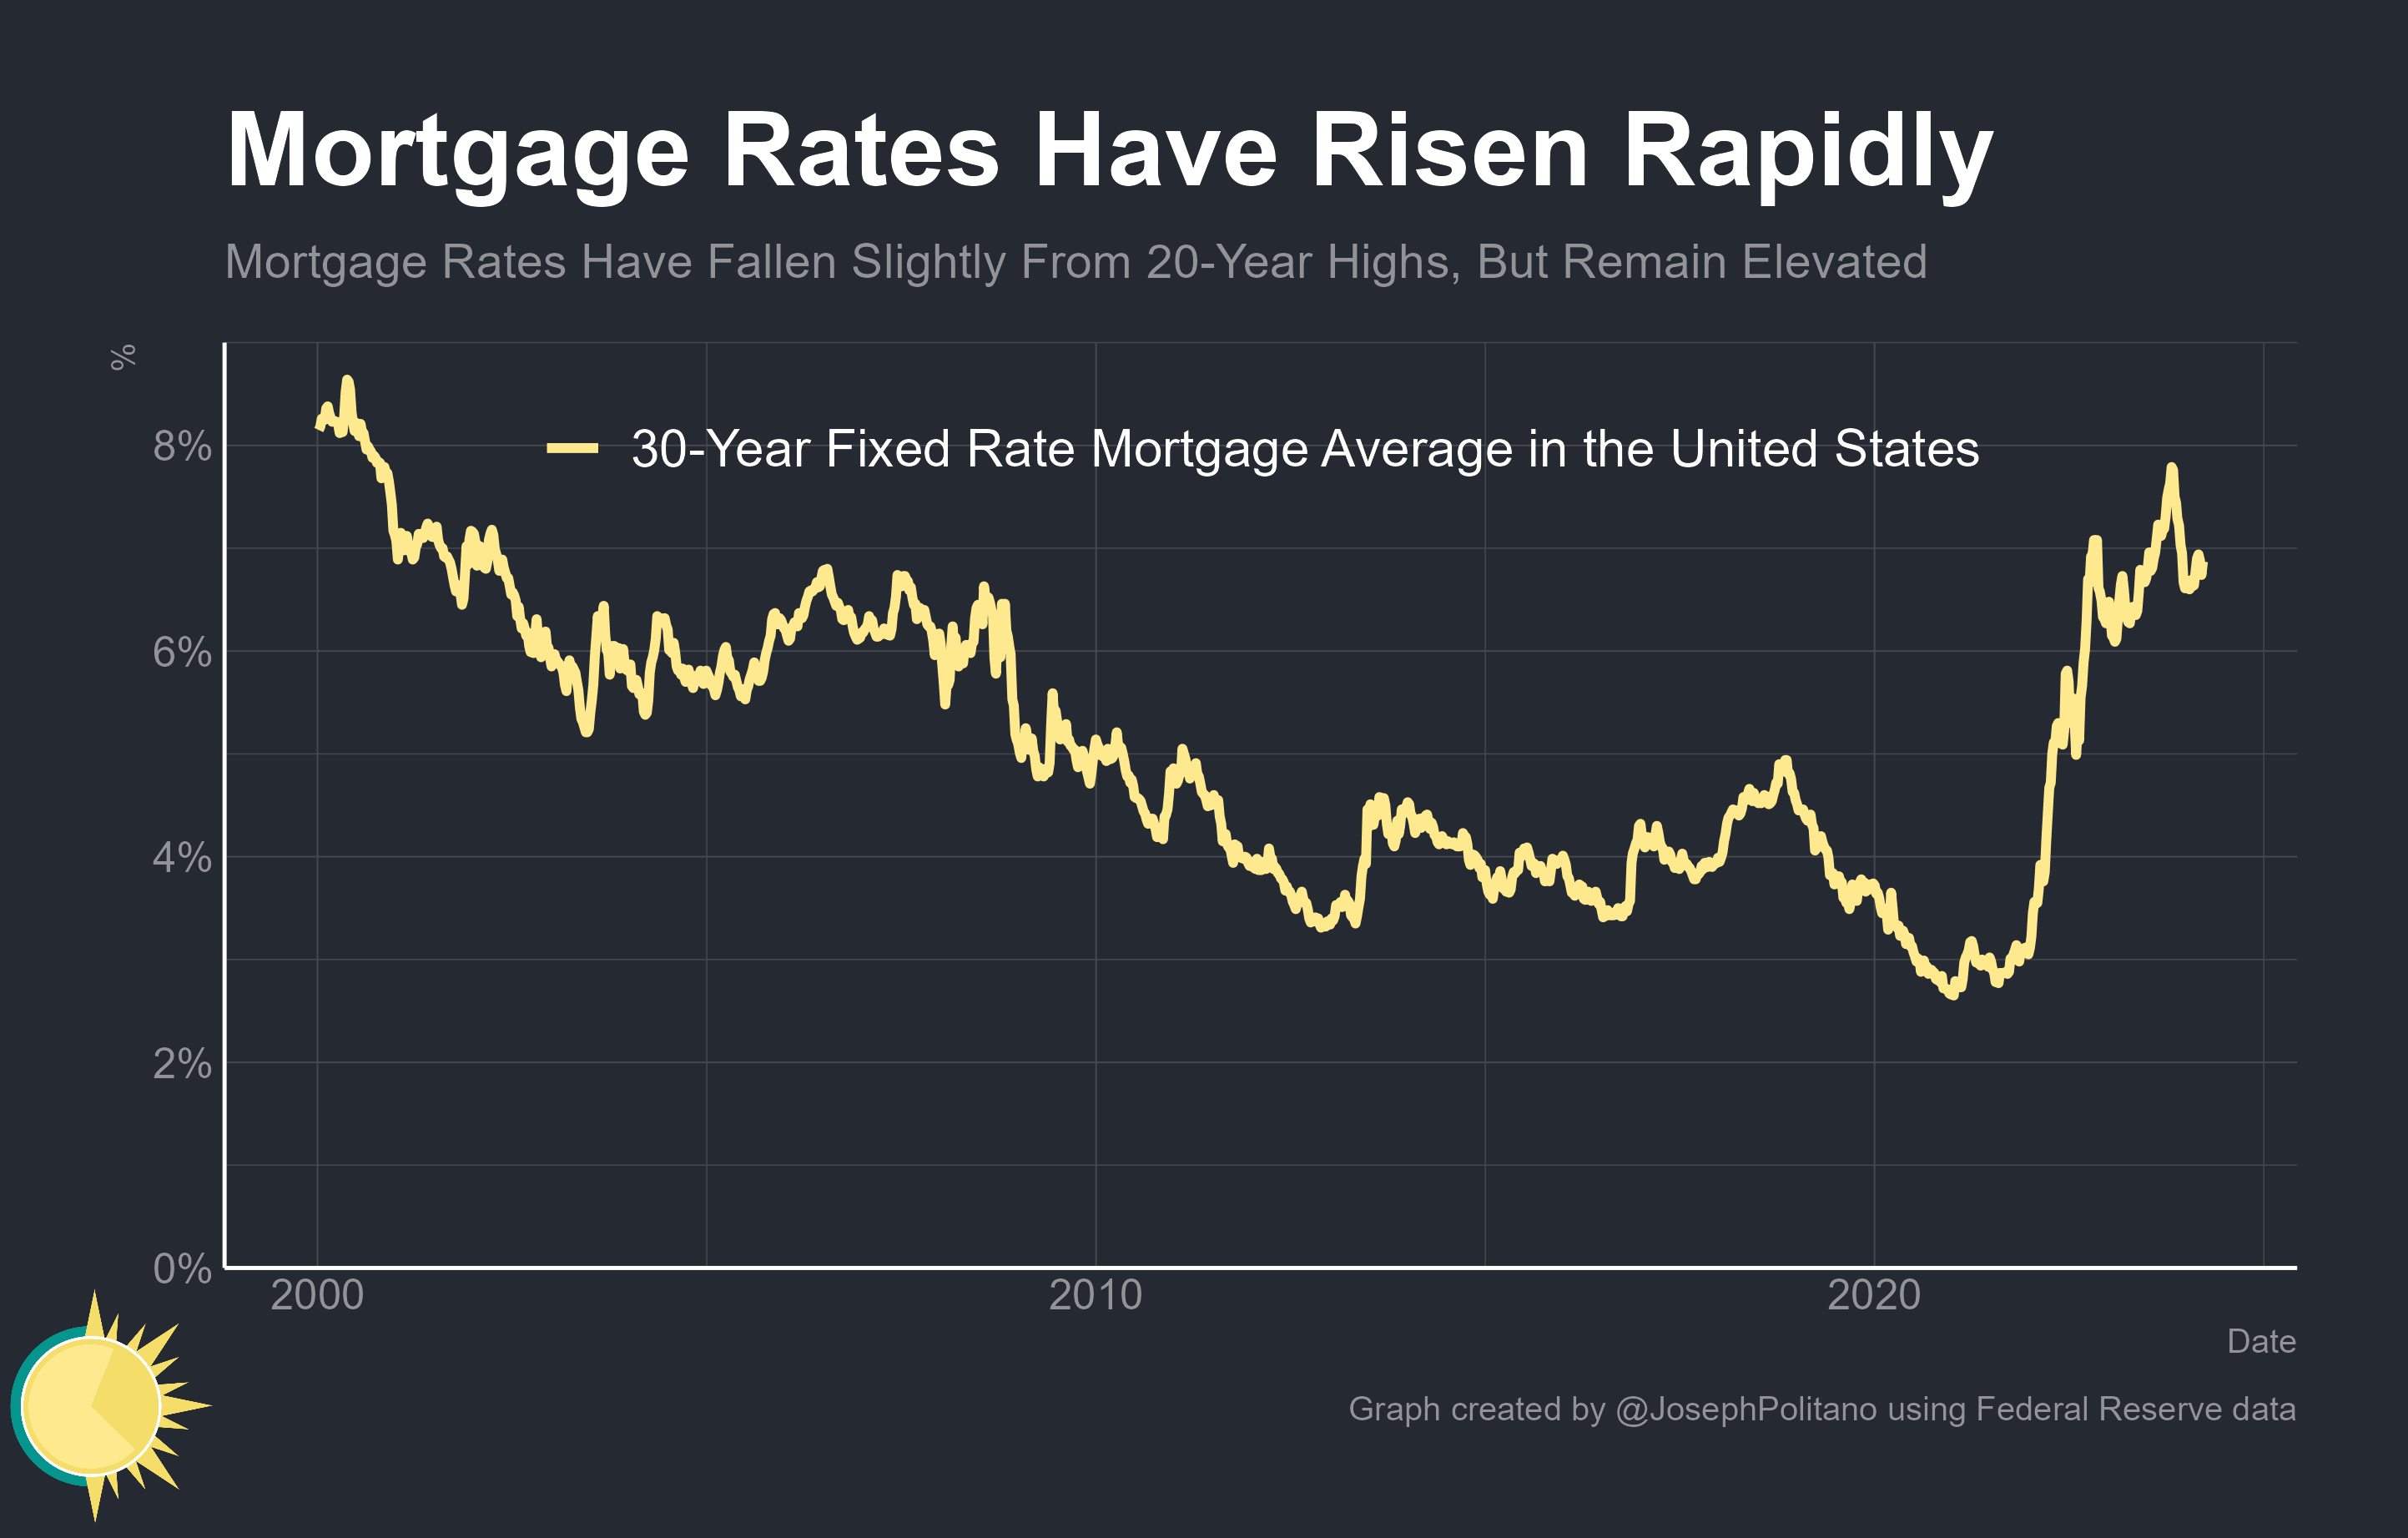 Mortgage Rates Have Risen Rapidly
Mortgage Rates Have Fallen Slightly From 20-Year Highs, But Remain Elevated
%
30-Year Fixed Rate Mortgage Average in the United States
8%
6%
4%
2%
0%
2000 2010 2020
Date
Graph created by @JosephPolitano using Federal Reserve data